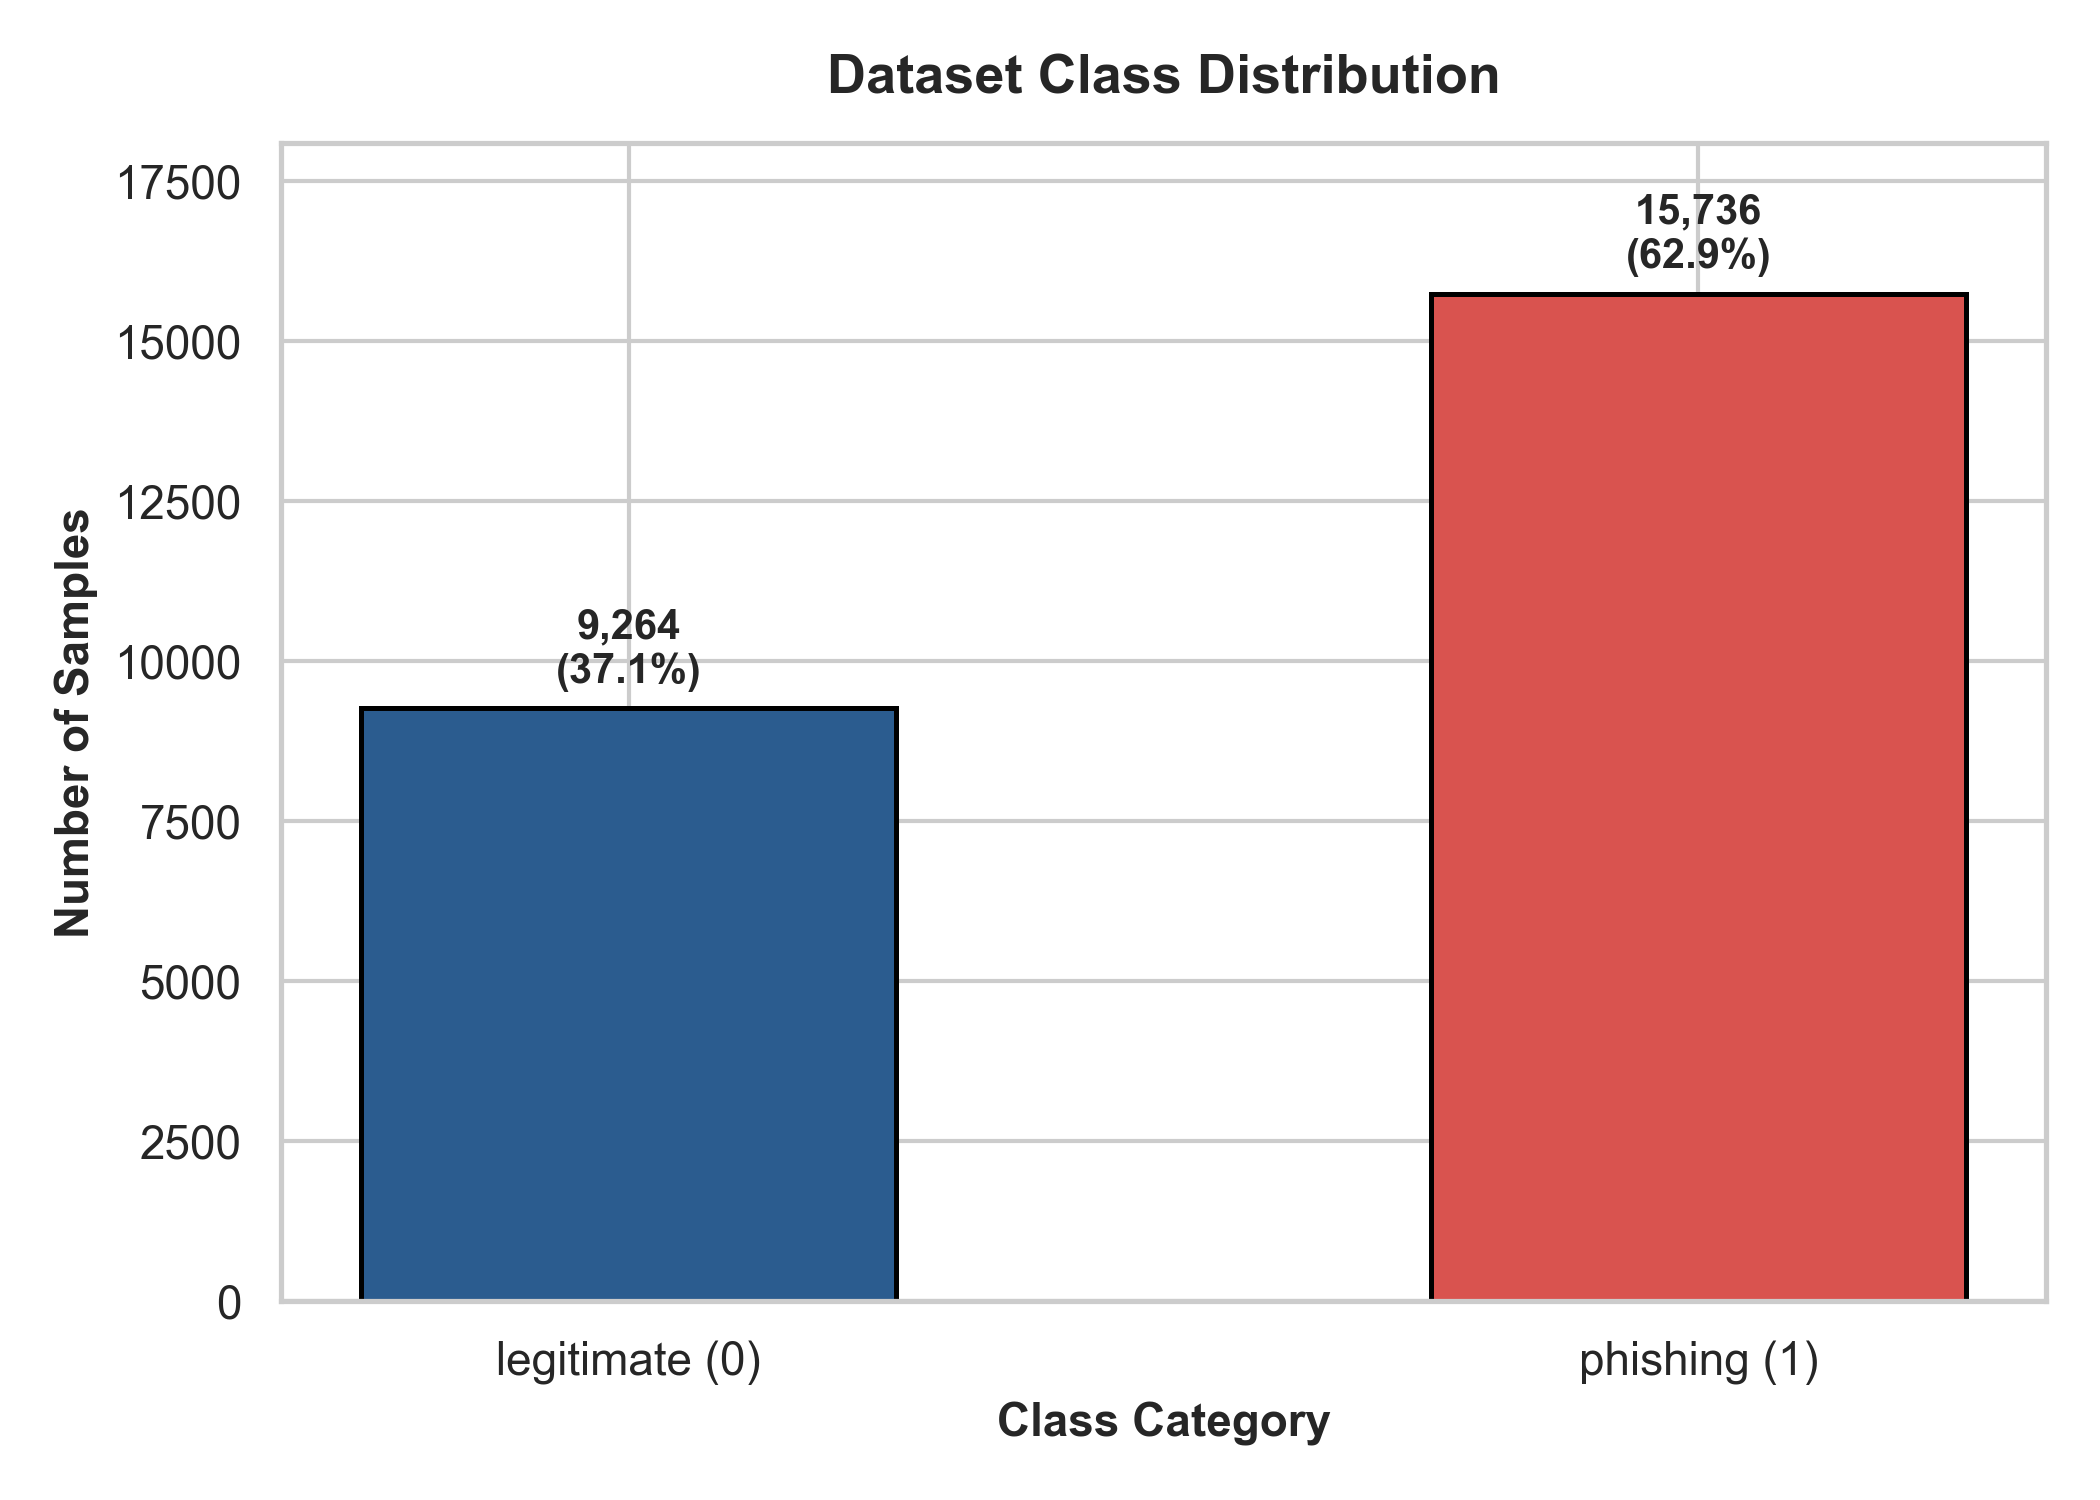 Dataset Class Distribution
Number of Samples
17500
15000
12500
10000
7500
5000
2500
0
9,264
(37.1%)
15,736
(62.9%)
legitimate (0)
phishing (1)
Class Category